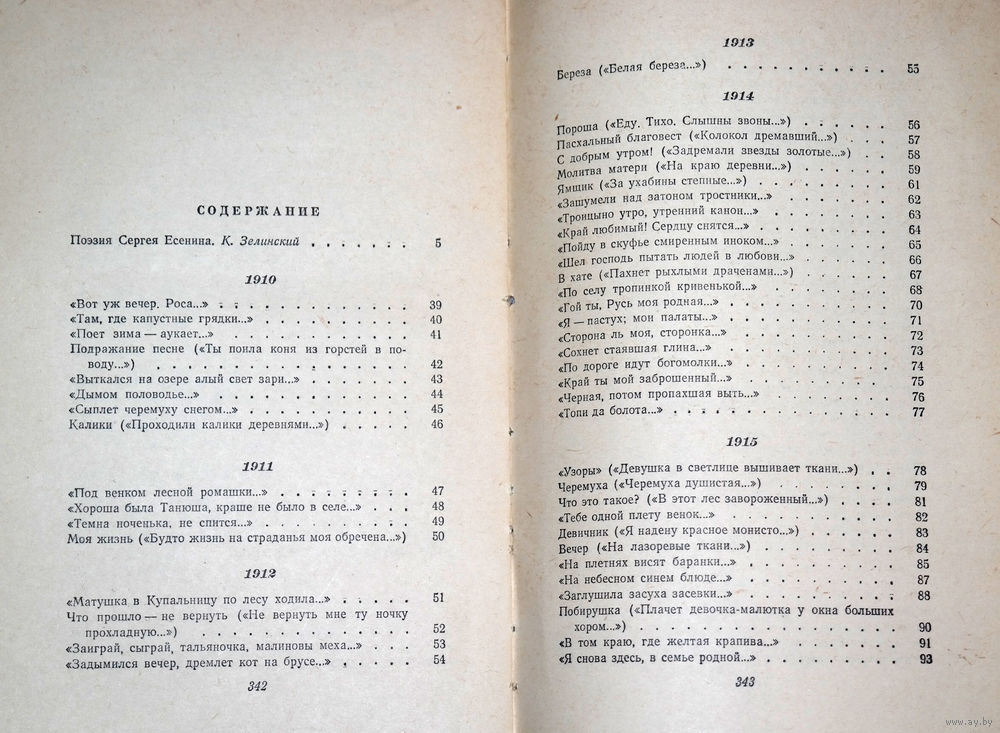 СОДЕРЖАНИЕ
Поэзия Сергея Есенина. К. Зелинский . . . . . . . 5
1910
«Вот уж вечер. Роса...» . . . . . . . . . . . 39
«Там, где капустные грядки...» . . . . . . . . . 40
«Поет зима — аукает...» . . . . . . . . . . . 41
Подражание песне («Ты поила коня из горстей в по-
воду...») . . . . . . . . . . . . . . . 42
«Выткался на озере алый свет зари...» . . . . . . . 43
«Дымом половодье...» . . . . . . . . . . . . 44
«Сыплет черемуху снегом...» . . . . . . . . . . 45
Калики («Проходили калики деревнями...») . . . . . 46
1911
«Под венком лесной ромашки...» . . . . . . . . 47
«Хороша была Танюша, краше не было в селе...» . . . 48
«Темна ноченька, не спится...» . . . . . . . . . 49
Моя жизнь («Будто жизнь на страданья моя обречена...») 50
1912
«Матушка в Купальницу по лесу ходила...» . . . . . 51
Что прошло — не вернуть («Не вернуть мне ту ночку
прохладную...») . . . . . . . . . . . . . 52
«Заиграй, сыграй, тальяночка, малиновы меха...» . . . 53
«Задымился вечер, дремлет кот на брусе...» . . . . . 54
342
1913
Береза («Белая береза...») . . . . . . . . . . . 55
1914
Пороша («Еду. Тихо. Слышны звоны...») . . . . . . 56
Пасхальный благовест («Колокол дремавший...») . . . 57
С добрым утром! («Задремали звезды золотые...») . . . 58
Молитва матери («На краю деревни...») . . . . . . 59
Ямщик («За ухабины степные...») . . . . . . . . 61
«Зашумели над затоном тростники...» . . . . . . . 62
«Троицыно утро, утренний канон...» . . . . . . . . 63
«Край любимый! Сердцу снятся...» . . . . . . . . 64
«Пойду в скуфье смиренным иноком...» . . . . . . . 65
«Шел господь пытать людей в любови...» . . . . . . 66
В хате («Пахнет рыхлыми драченами...») . . . . . . 67
«По селу тропинкой кривенькой...» . . . . . . . . 68
«Гой ты, Русь моя родная...» . . . . . . . . . . 70
«Я — пастух; мои палаты...» . . . . . . . . . . 71
«Сторона ль моя, сторонка...» . . . . . . . . . . 72
«Сохнет стаявшая глина...» . . . . . . . . . . 73
«По дороге идут богомолки...» . . . . . . . . . . 74
«Край ты мой заброшенный...» . . . . . . . . . 75
«Черная, потом пропахшая выть...» . . . . . . . . 76
«Топи да болота...» . . . . . . . . . . . . . 77
1915
«Узоры» («Девушка в светлице вышивает ткани...») . . 78
Черемуха («Черемуха душистая...») . . . . . . . . 79
Что это такое? («В этот лес завороженный...») . . . . 81
«Тебе одной плету венок...» . . . . . . . . . . 82
Девичник («Я надену красное монисто...») . . . . . 83
Вечер («На лазоревые ткани...») . . . . . . . . 84
«На плетнях висят баранки...» . . . . . . . . . 85
«На небесном синем блюде...» . . . . . . . . . 87
«Заглушила засуха засевки...» . . . . . . . . . 88
Побирушка («Плачет девочка-малютка у окна больших
хором...») . . . . . . . . . . . . . . . 90
«В том краю, где желтая крапива...» . . . . . . . 91
«Я снова здесь, в семье родной...» . . . . . . . . 93
343
www.ay.by